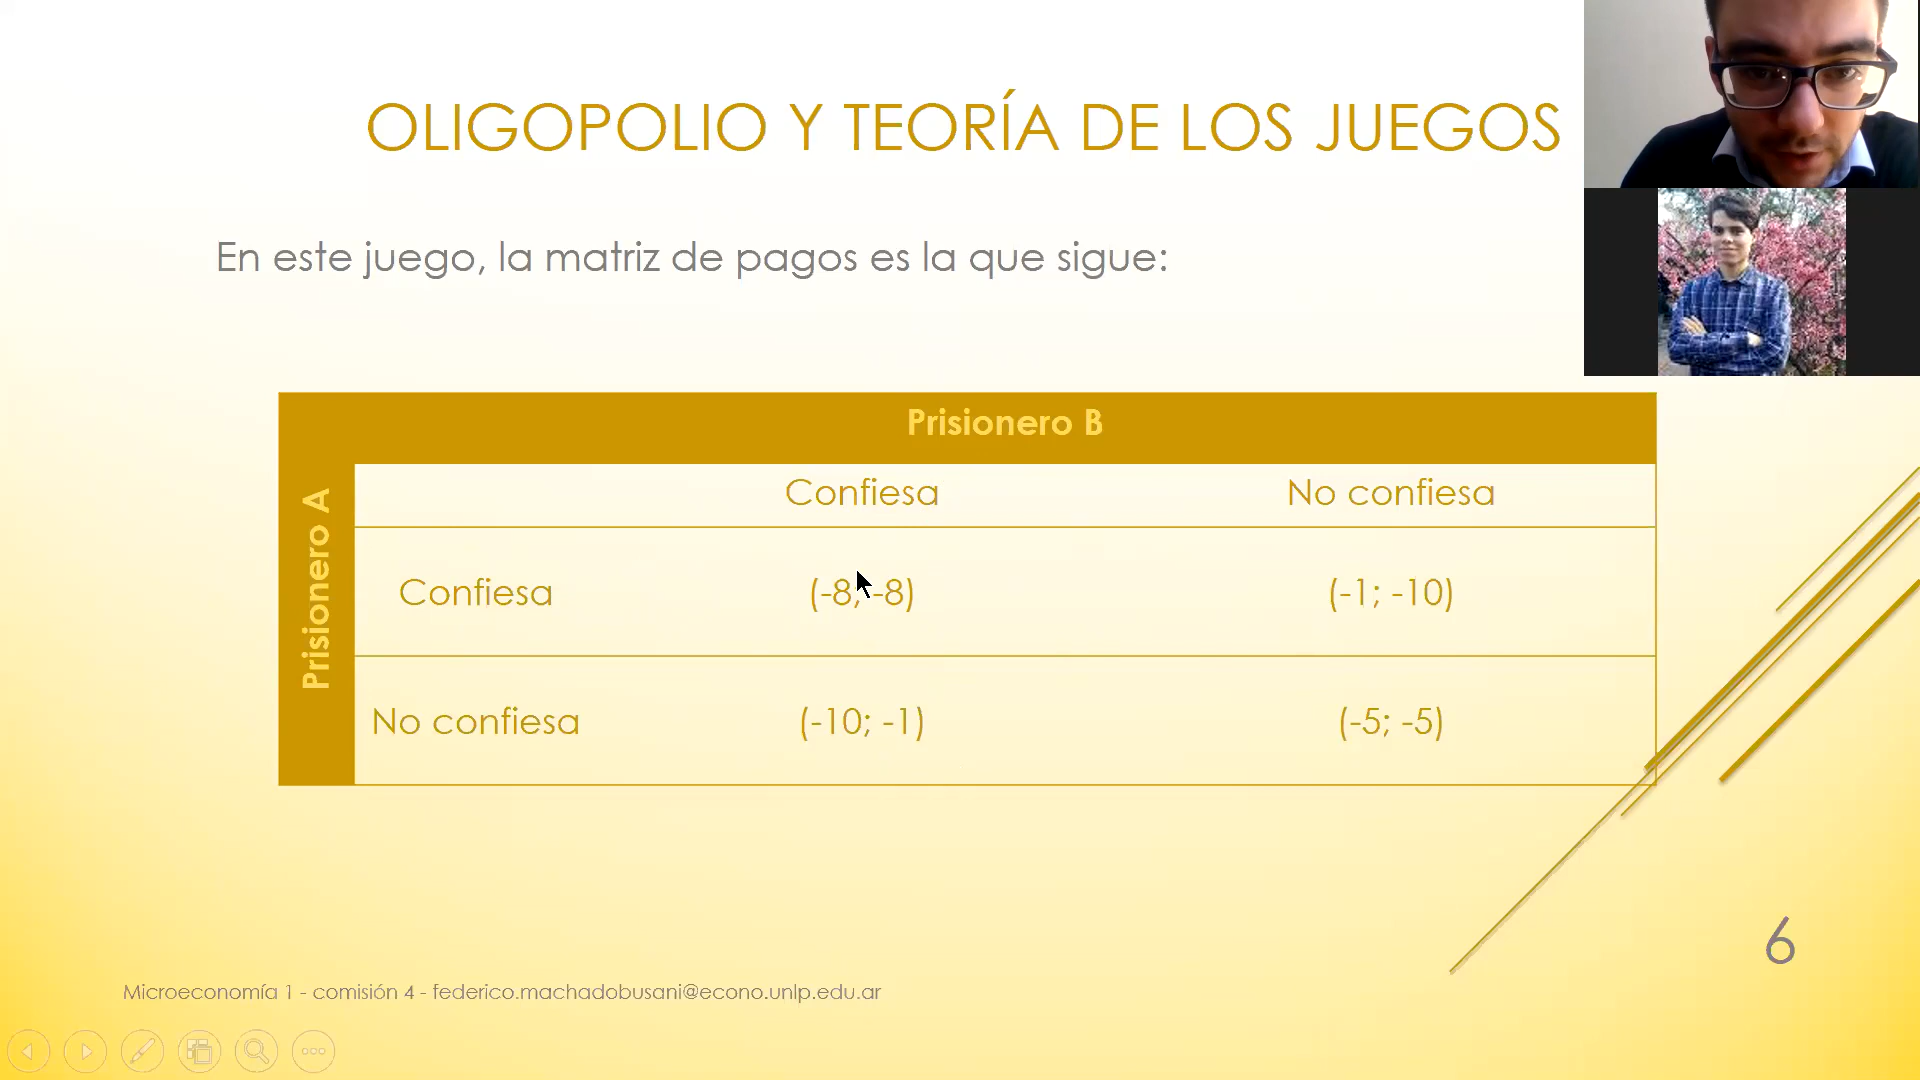 OLIGOPOLIO Y TEORÍA DE LOS JUEGOS
En este juego, la matriz de pagos es la que sigue:
Prisionero B
Prisionero A
Confiesa No confiesa
Confiesa (-8; -8) (-1; -10)
No confiesa (-10; -1) (-5; -5)
6
Microeconomía 1 - comisión 4 - federico.machadobusani@econo.unlp.edu.ar